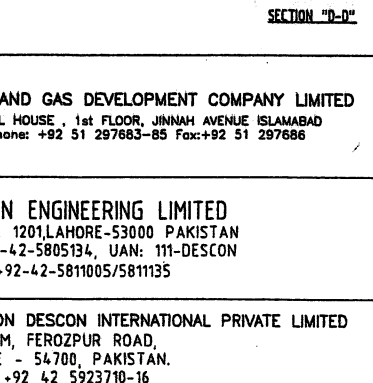 SECTION "D-D"
AND GAS DEVELOPMENT COMPANY LIMITED
L HOUSE , 1st FLOOR, JINNAH AVENUE ISLAMABAD
hone: +92 51 297683-85 Fax:+92 51 297686
N ENGINEERING LIMITED
1201,LAHORE-53000 PAKISTAN
-42-5805134, UAN: 111-DESCON
+92-42-5811005/5811135
ON DESCON INTERNATIONAL PRIVATE LIMITED
M, FEROZPUR ROAD,
E - 54700, PAKISTAN.
+92 42 5923710-16